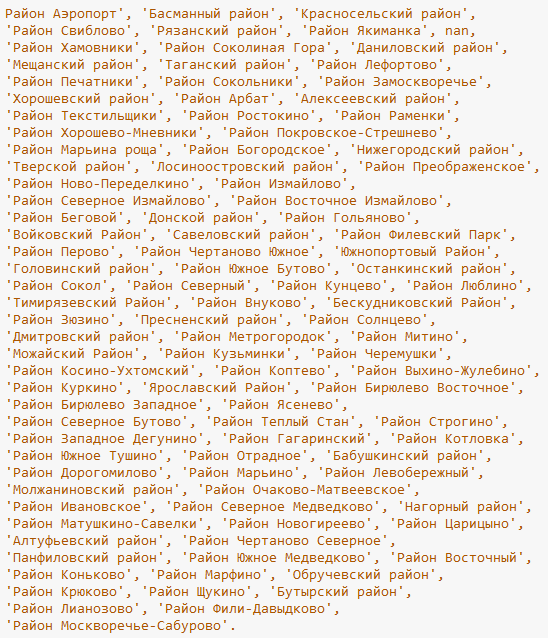 Район Аэропорт', 'Басманный район', 'Красносельский район',
'Район Свиблово', 'Рязанский район', 'Район Якиманка', nan,
'Район Хамовники', 'Район Соколиная Гора', 'Даниловский район',
'Мещанский район', 'Таганский район', 'Район Лефортово',
'Район Печатники', 'Район Сокольники', 'Район Замоскворечье',
'Хорошевский район', 'Район Арбат', 'Алексеевский район',
'Район Текстильщики', 'Район Ростокино', 'Район Раменки',
'Район Хорошево-Мневники', 'Район Покровское-Стрешнево',
'Район Марьина роща', 'Район Богородское', 'Нижегородский район',
'Тверской район', 'Лосиноостровский район', 'Район Преображенское',
'Район Ново-Переделкино', 'Район Измайлово',
'Район Северное Измайлово', 'Район Восточное Измайлово',
'Район Беговой', 'Донской район', 'Район Гольяново',
'Войковский Район', 'Савеловский район', 'Район Филевский Парк',
'Район Перово', 'Район Чертаново Южное', 'Южнопортовый Район',
'Головинский район', 'Район Южное Бутово', 'Останкинский район',
'Район Сокол', 'Район Северный', 'Район Кунцево', 'Район Люблино',
'Тимирязевский Район', 'Район Внуково', 'Бескудниковский Район',
'Район Зюзино', 'Пресненский район', 'Район Солнцево',
'Дмитровский район', 'Район Метрогородок', 'Район Митино',
'Можайский Район', 'Район Кузьминки', 'Район Черемушки',
'Район Косино-Ухтомский', 'Район Коптево', 'Район Выхино-Жулебино',
'Район Куркино', 'Ярославский Район', 'Район Бирюлево Восточное',
'Район Бирюлево Западное', 'Район Ясенево',
'Район Северное Бутово', 'Район Теплый Стан', 'Район Строгино',
'Район Западное Дегунино', 'Район Гагаринский', 'Район Котловка',
'Район Южное Тушино', 'Район Отрадное', 'Бабушкинский район',
'Район Дорогомилово', 'Район Марьино', 'Район Левобережный',
'Молжаниновский район', 'Район Очаково-Матвеевское',
'Район Ивановское', 'Район Северное Медведково', 'Нагорный район',
'Район Матушкино-Савелки', 'Район Новогиреево', 'Район Царицыно',
'Алтуфьевский район', 'Район Чертаново Северное',
'Панфиловский район', 'Район Южное Медведково', 'Район Восточный',
'Район Коньково', 'Район Марфино', 'Обручевский район',
'Район Крюково', 'Район Щукино', 'Бутырский район',
'Район Лианозово', 'Район Фили-Давыдково',
'Район Москворечье-Сабурово'.